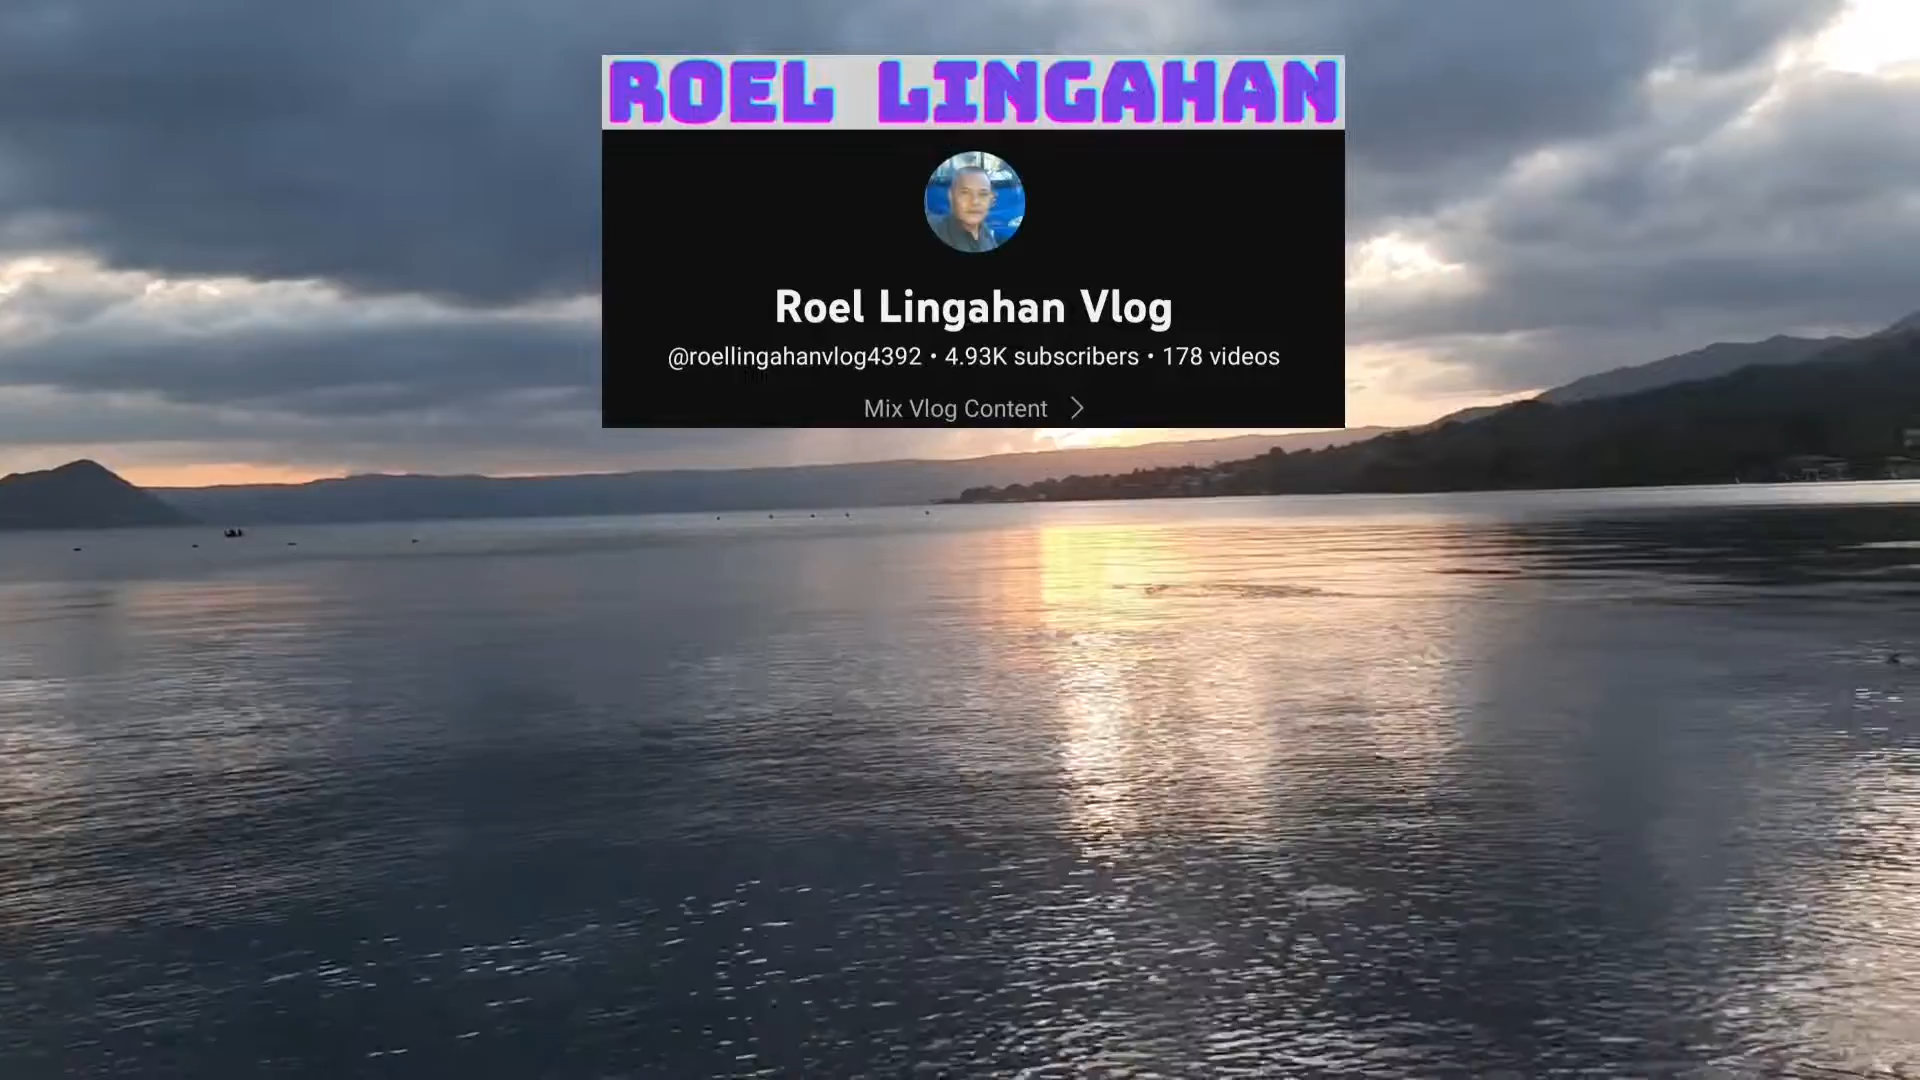 ROEL LINGAHAN
Roel Lingahan Vlog
@roellingahanvlog4392 • 4.93K subscribers • 178 videos
Mix Vlog Content